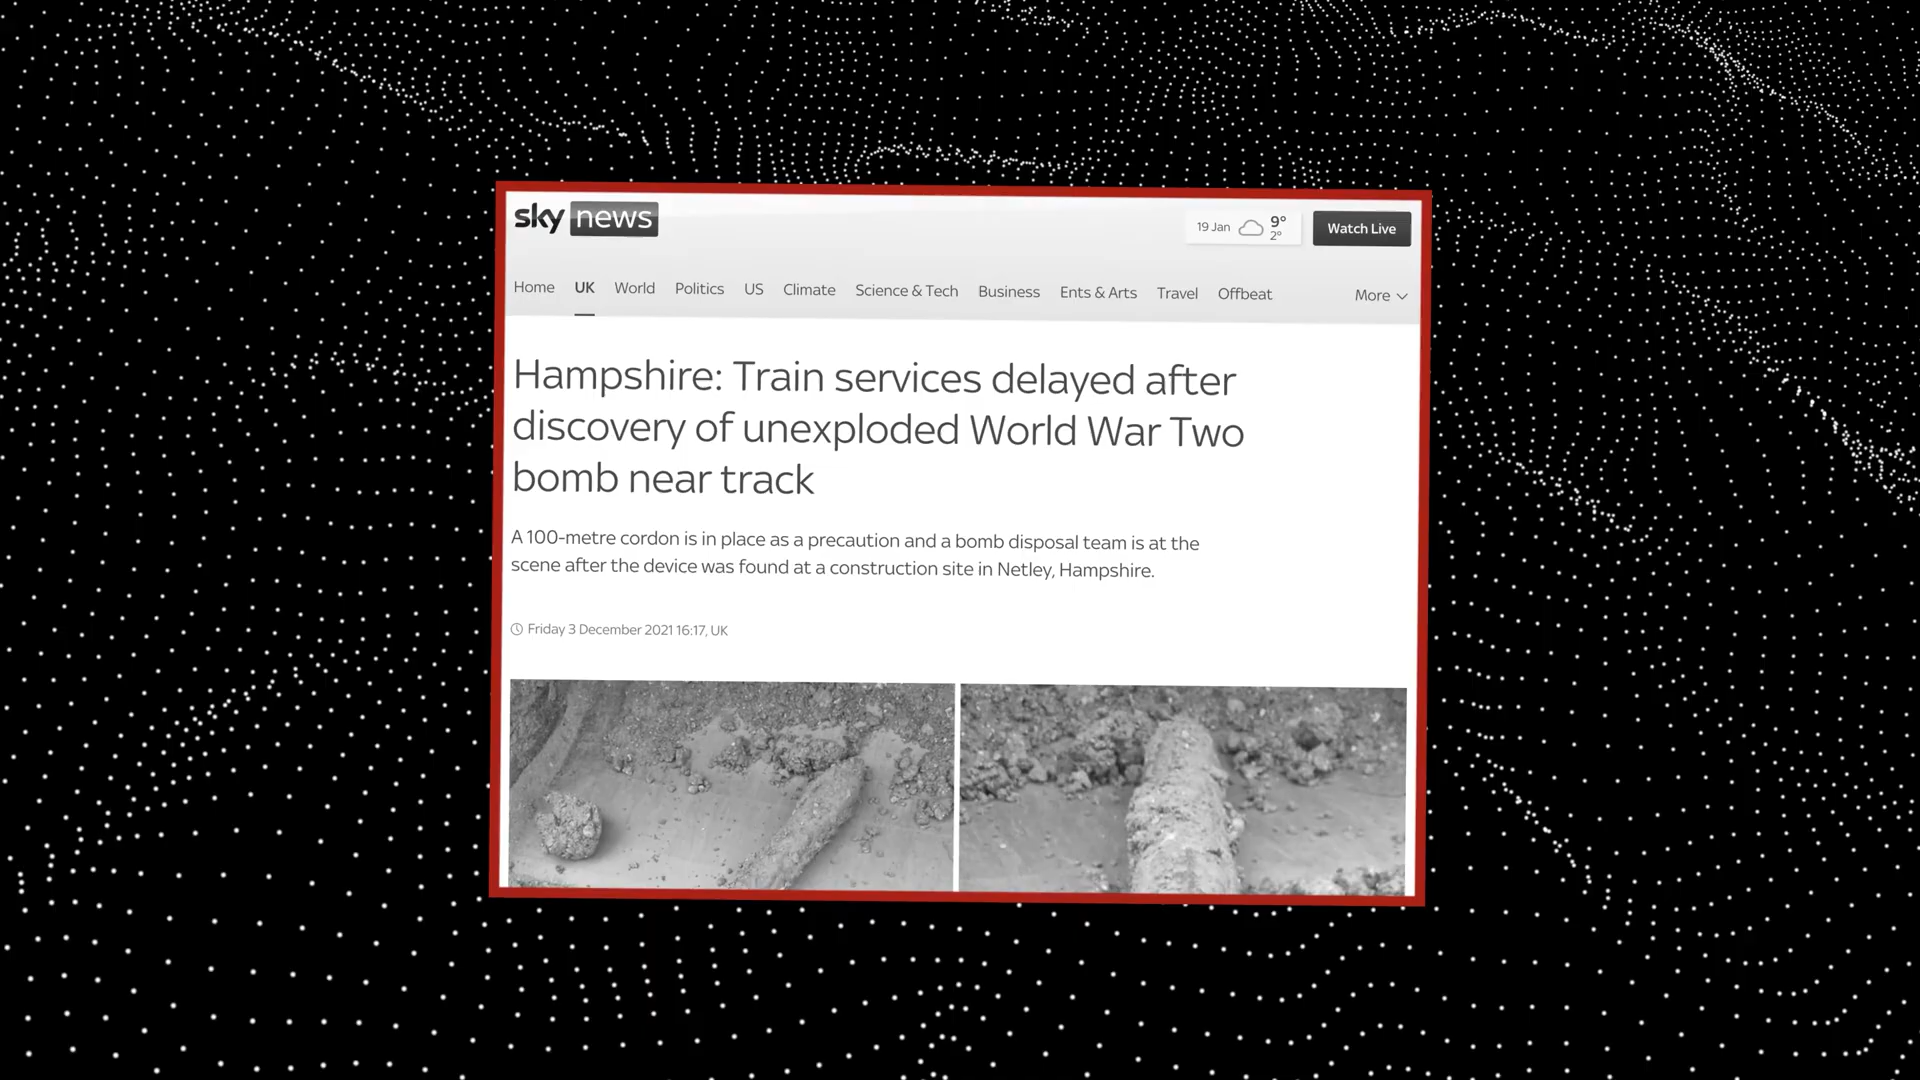 sky news
19 Jan
9°
2°
Watch Live
Home UK World Politics US Climate Science & Tech Business Ents & Arts Travel Offbeat More
Hampshire: Train services delayed after
discovery of unexploded World War Two
bomb near track
A 100-metre cordon is in place as a precaution and a bomb disposal team is at the
scene after the device was found at a construction site in Netley, Hampshire.
Friday 3 December 2021 16:17, UK